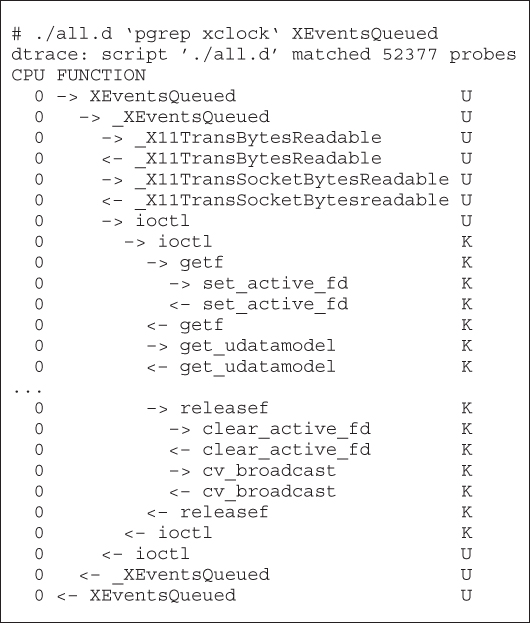 # ./all.d ‘pgrep xclock‘ XEventsQueued
dtrace: script ’./all.d’ matched 52377 probes
CPU FUNCTION
  0 –> XEventsQueued                    U
  0   –> _XEventsQueued                 U
  0     –> _X11TransBytesReadable       U
  0     <– _X11TransBytesReadable       U
  0     –> _X11TransSocketBytesReadable U
  0     <– _X11TransSocketBytesreadable U
  0     –> ioctl                        U
  0       –> ioctl                      K
  0         –> getf                     K
  0           –> set_active_fd          K
  0           <– set_active_fd          K
  0         <– getf                     K
  0         –> get_udatamodel           K
  0         <– get_udatamodel           K
...
  0         –> releasef                 K
  0           –> clear_active_fd        K
  0           <– clear_active_fd        K
  0           –> cv_broadcast           K
  0           <– cv_broadcast           K
  0         <– releasef                 K
  0       <– ioctl                      K
  0     <– ioctl                        U
  0   <– _XEventsQueued                 U
  0 <– XEventsQueued                    U